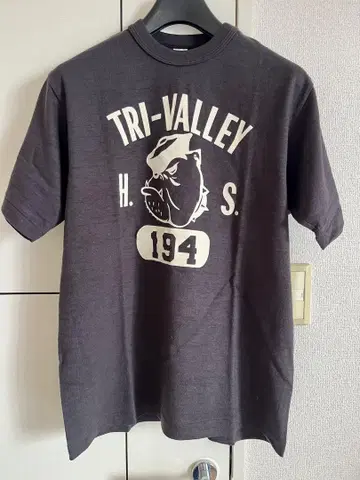 TRI-VALLEY
H. S.
194